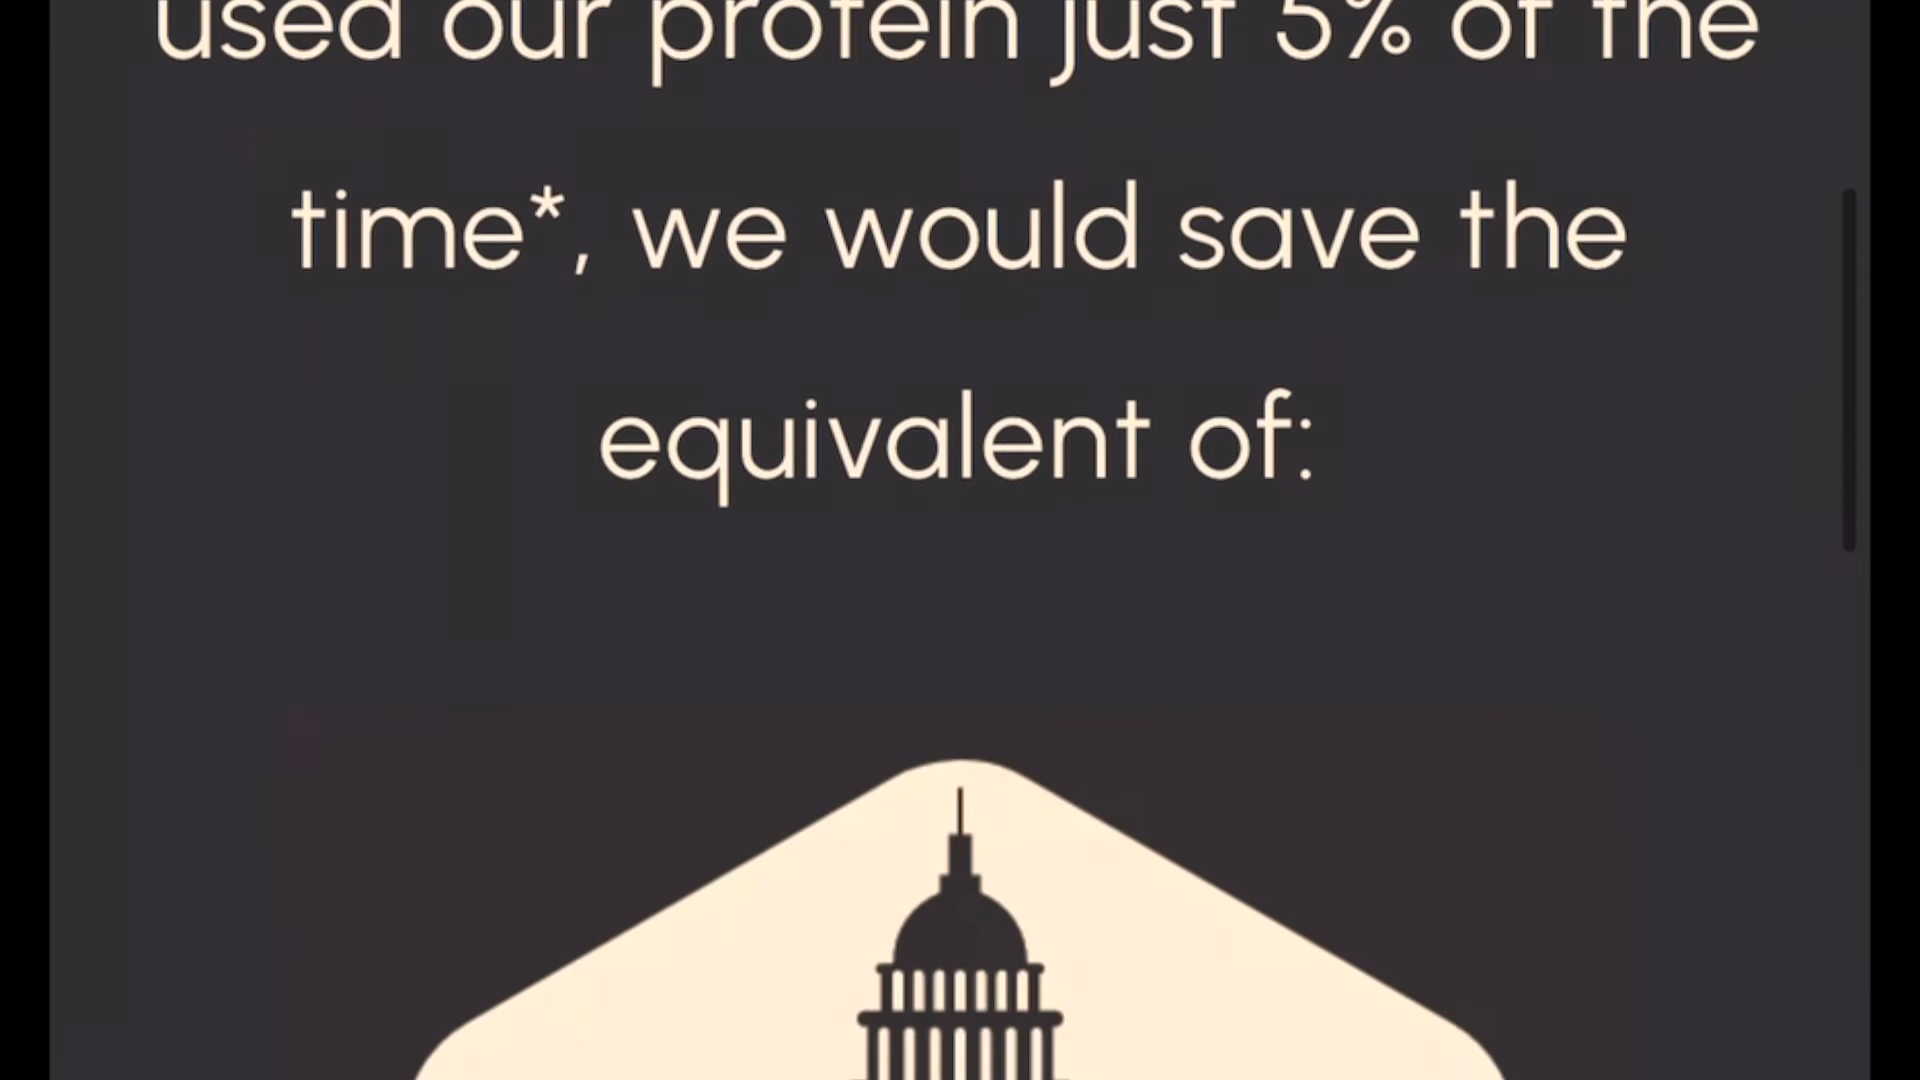 used our protein just 5% of the
time*, we would save the
equivalent of: